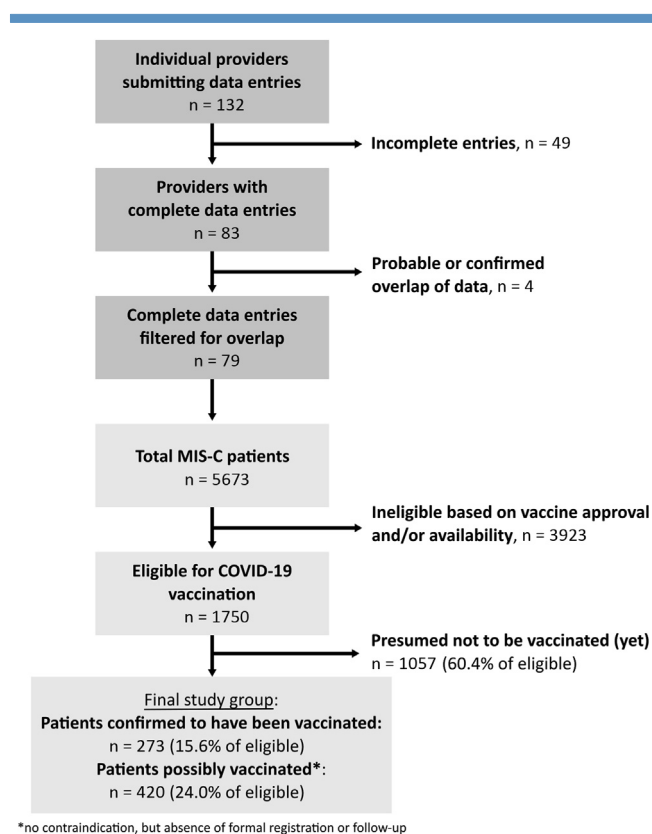 Individual providers
submitting data entries
n = 132
Incomplete entries, n = 49
Providers with
complete data entries
n = 83
Probable or confirmed
overlap of data, n = 4
Complete data entries
filtered for overlap
n = 79
Total MIS-C patients
n = 5673
Ineligible based on vaccine approval
and/or availability, n = 3923
Eligible for COVID-19
vaccination
n = 1750
Presumed not to be vaccinated (yet)
n = 1057 (60.4% of eligible)
Final study group:
Patients confirmed to have been vaccinated:
n = 273 (15.6% of eligible)
Patients possibly vaccinated*:
n = 420 (24.0% of eligible)
*no contraindication, but absence of formal registration or follow-up